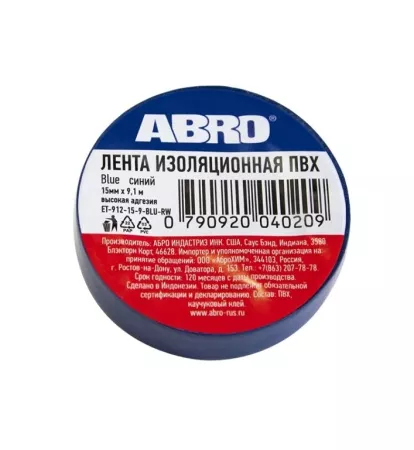 ABRO®
ЛЕНТА ИЗОЛЯЦИОННАЯ ПВХ
Blue синий
15мм x 9,1 м
высокая адгезия
ET-912-15-9-BLU-RW
0 790920 040209
Производитель: АБРО ИНДАСТРИЗ ИНК. США, Саус Бэнд, Индиана, 3580
Блэкторн Корт, 46628. Импортер и уполномоченная организация на
принятие обращений: ООО «АброХИМ», 344103, Россия,
г. Ростов-на-Дону, ул. Доватора, д. 153 Тел.: +7(863) 207-78-78.
Срок годности: 120 месяцев с даты производства.
Сделано в Индонезии. Товар не подлежит обязательной
сертификации и декларированию. Состав: ПВХ,
каучуковый клей.
www.abro-rus.ru